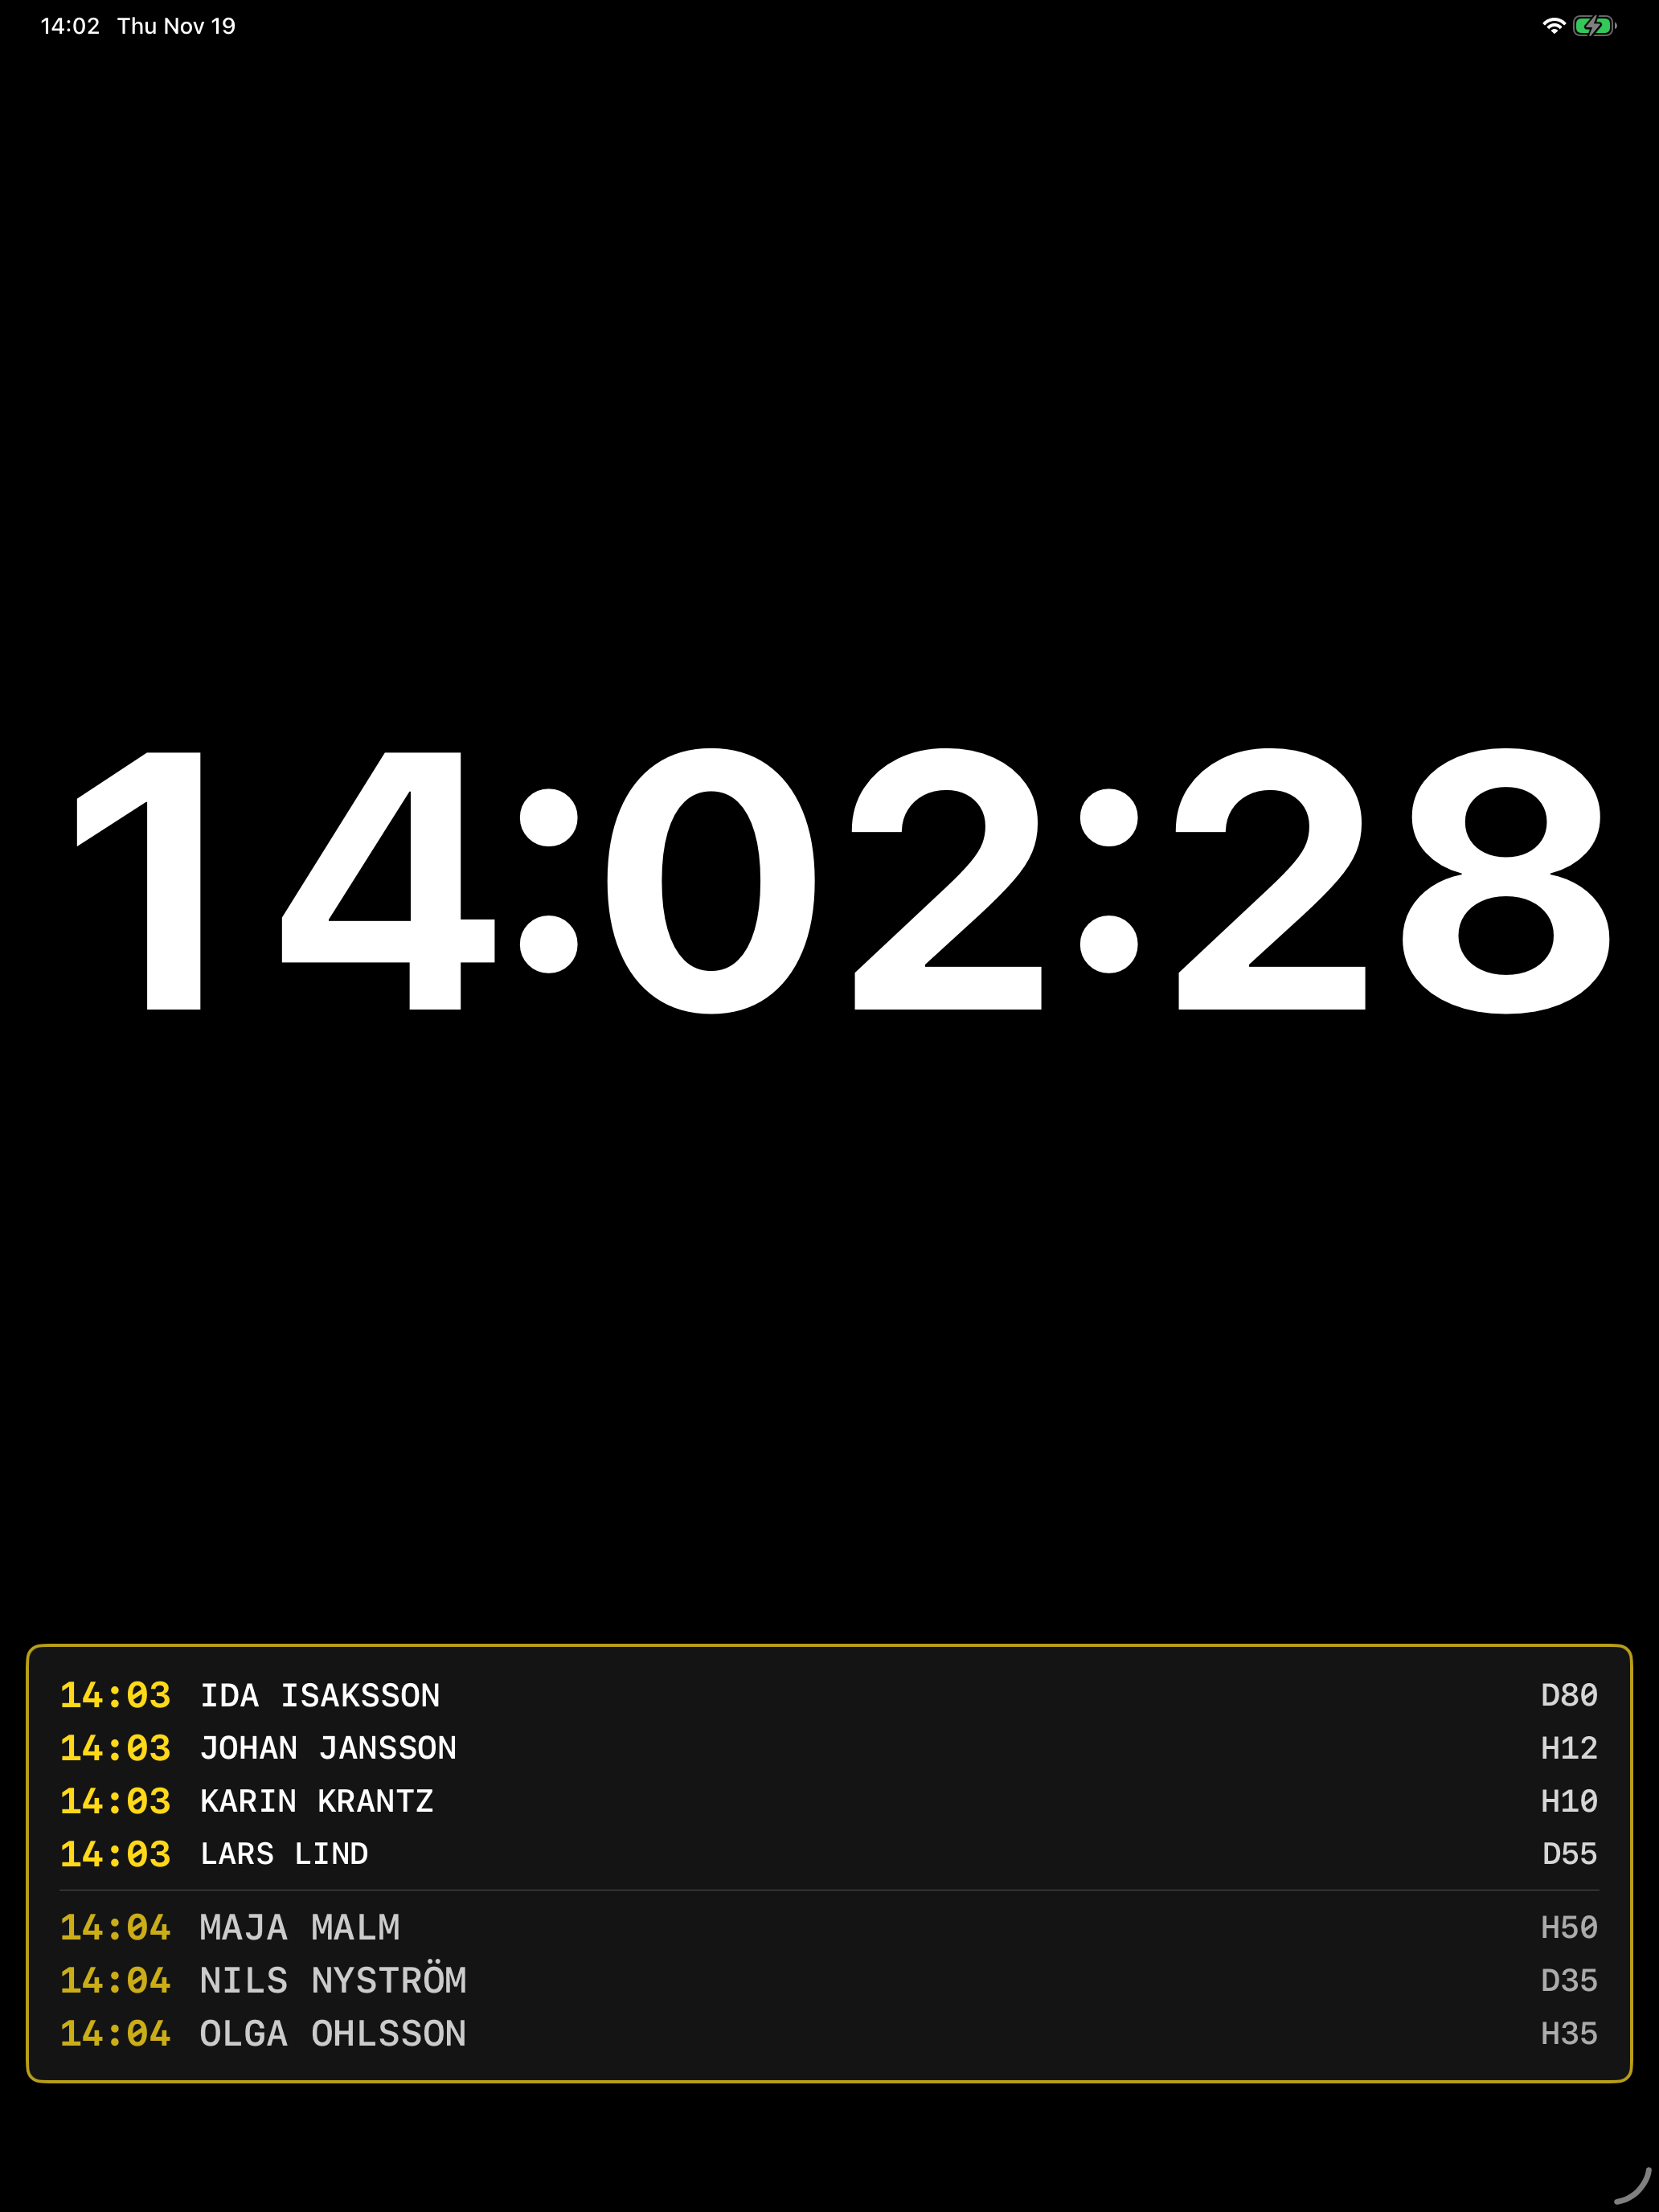 14:02 Thu Nov 19
14:02:28
14:03 IDA ISAKSSON D80
14:03 JOHAN JANSSON H12
14:03 KARIN KRANTZ H10
14:03 LARS LIND D55
14:04 MAJA MALM H50
14:04 NILS NYSTRÖM D35
14:04 OLGA OHLSSON H35